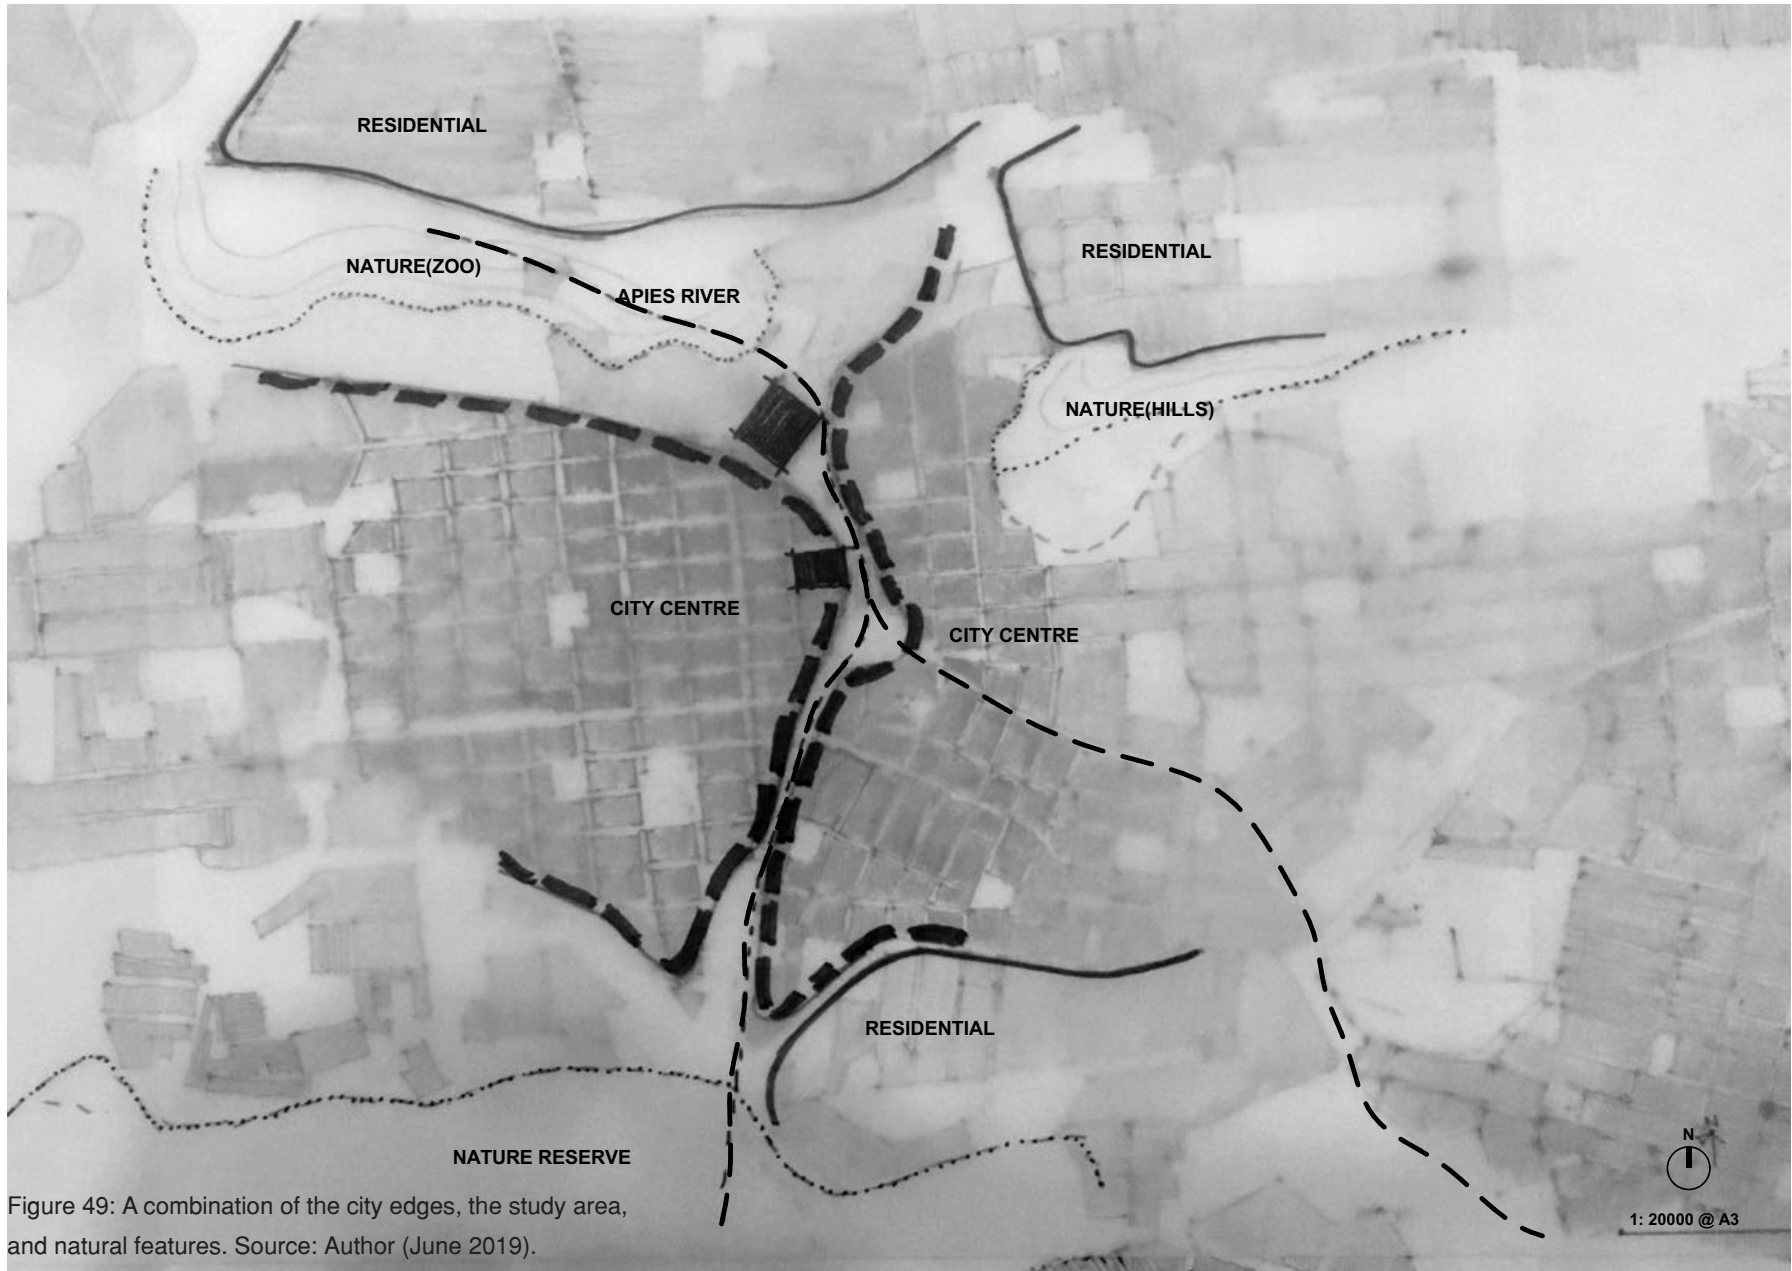 RESIDENTIAL
RESIDENTIAL
NATURE(ZOO)
APIES RIVER
NATURE(HILLS)
CITY CENTRE
CITY CENTRE
RESIDENTIAL
NATURE RESERVE
N
1: 20000 @ A3
Figure 49: A combination of the city edges, the study area,
and natural features. Source: Author (June 2019).